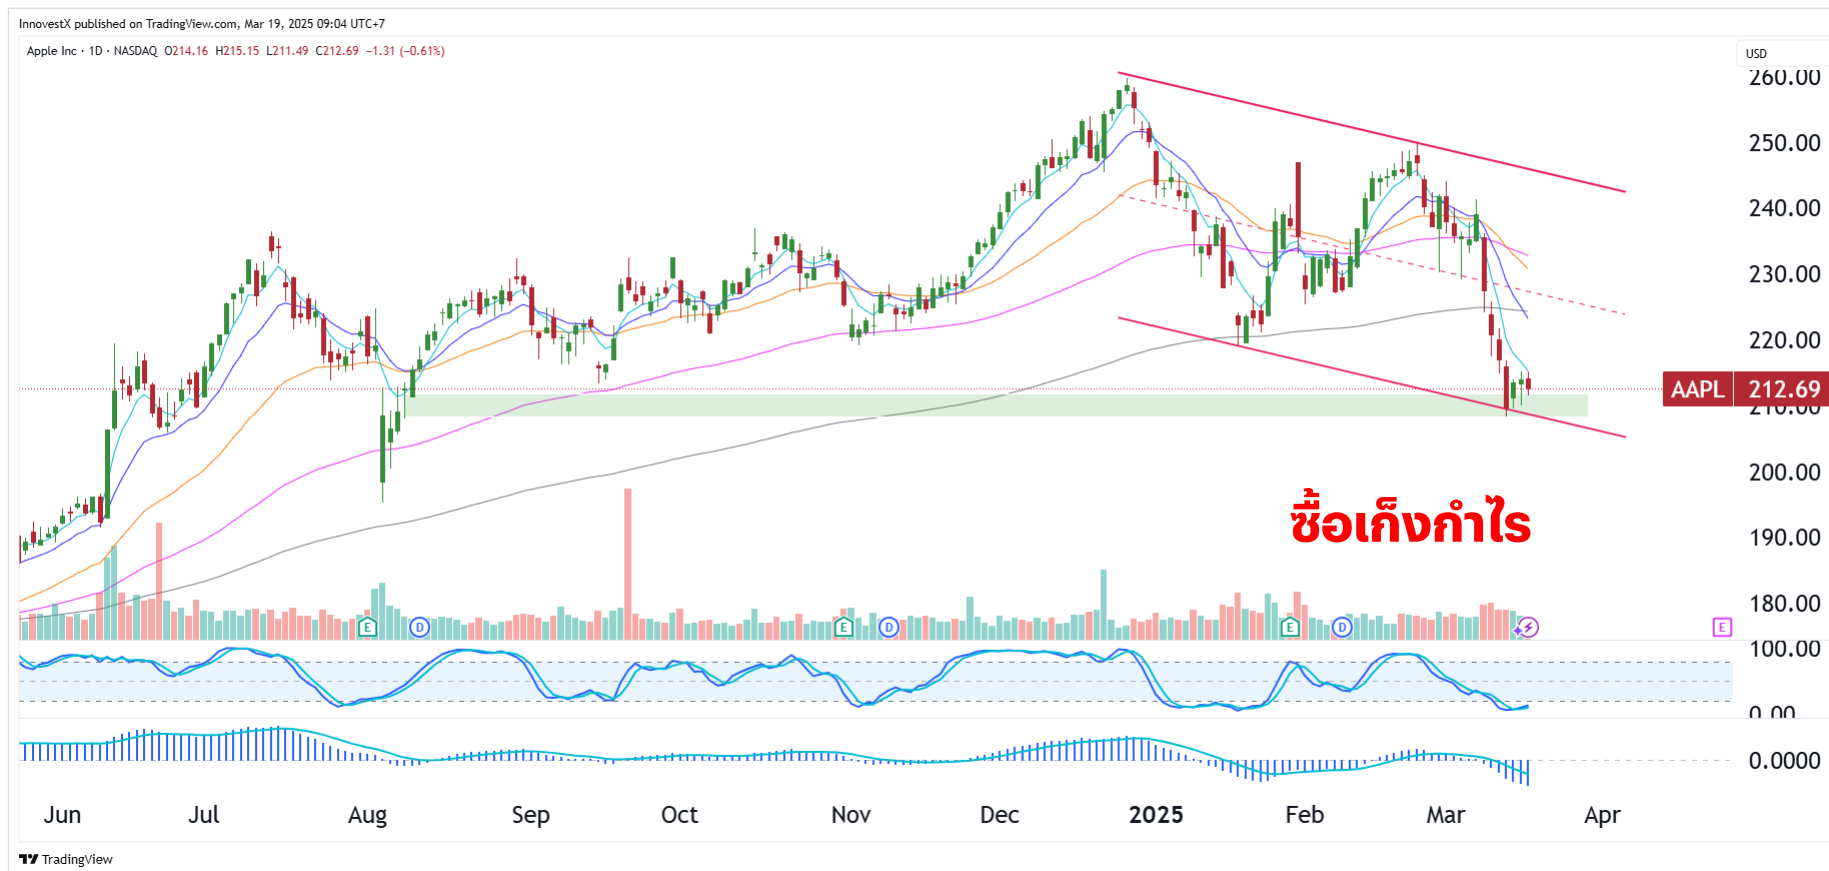 InnovestX published on TradingView.com, Mar 19, 2025 09:04 UTC+7
Apple Inc · 1D · NASDAQ O214.16 H215.15 L211.49 C212.69 −1.31 (−0.61%)
USD
260.00
250.00
240.00
230.00
220.00
AAPL 212.69
210.00
200.00
ซื้อเก็งกำไร
190.00
180.00
E D E D E D E
100.00
0.00
0.0000
Jun Jul Aug Sep Oct Nov Dec 2025 Feb Mar Apr
TradingView